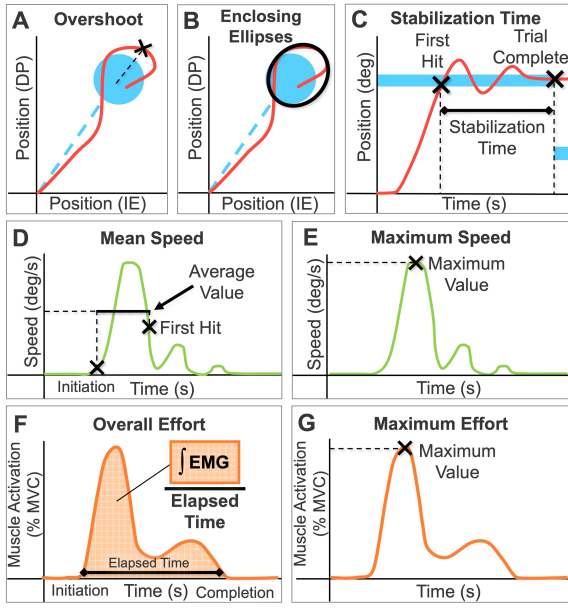 A Overshoot
Position (DP)
Position (IE)
B Enclosing
Ellipses
Position (DP)
Position (IE)
C Stabilization Time
First
Hit
Trial
Complete
Position (deg)
Stabilization
Time
Time (s)
D Mean Speed
Speed (deg/s)
Average
Value
First Hit
Initiation
Time (s)
E Maximum Speed
Speed (deg/s)
Maximum
Value
Time (s)
F Overall Effort
Muscle Activation
(% MVC)
∫ EMG
Elapsed
Time
Elapsed Time
Initiation Time (s) Completion
G Maximum Effort
Muscle Activation
(% MVC)
Maximum
Value
Time (s)